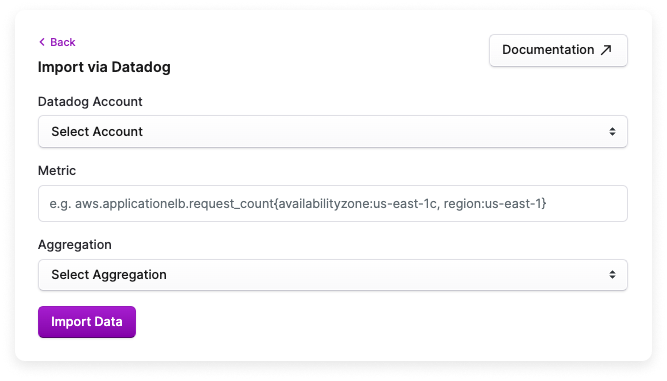 Back
Documentation
Import via Datadog
Datadog Account
Select Account
Metric
e.g. aws.applicationelb.request_count{availabilityzone:us-east-1c, region:us-east-1}
Aggregation
Select Aggregation
Import Data